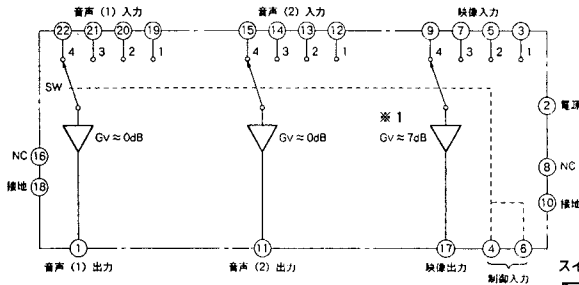 音声 (1) 入力 音声 (2) 入力 映像入力
22 21 20 19 15 14 13 12 9 7 5 3
4 3 2 1 4 3 2 1 4 3 2 1
SW
2 電源
※1
Gv≈0dB Gv≈0dB Gv≈7dB
NC 16
8 NC
接地 18
10 接地
1 11 17 4 6
音声 (1) 出力 音声 (2) 出力 映像出力 制御入力
スイ